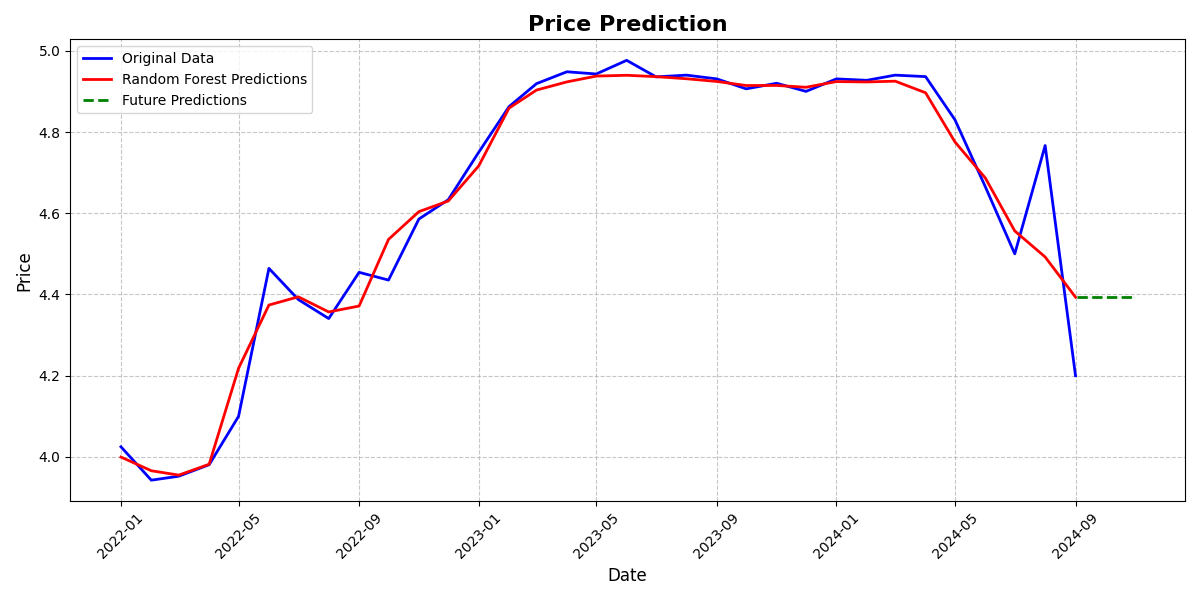 Price Prediction
Original Data
Random Forest Predictions
Future Predictions
Price
5.0
4.8
4.6
4.4
4.2
4.0
2022-01
2022-05
2022-09
2023-01
2023-05
2023-09
2024-01
2024-05
2024-09
Date